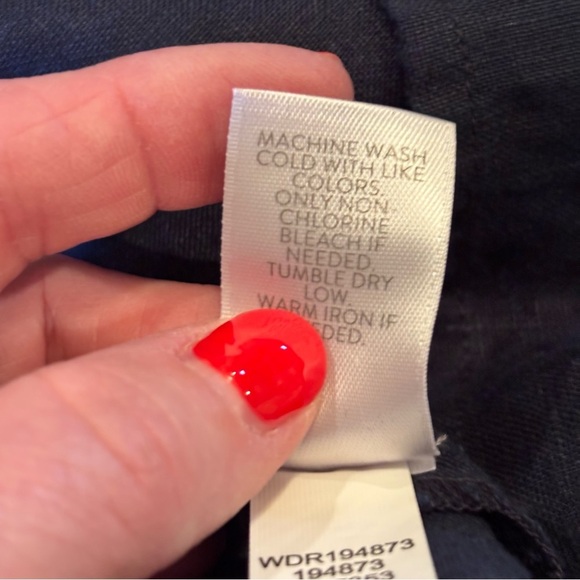 MACHINE WASH
COLD WITH LIKE
COLORS.
ONLY NON-
CHLORINE
BLEACH IF
NEEDED
TUMBLE DRY
LOW.
WARM IRON IF
WDR194873
194873